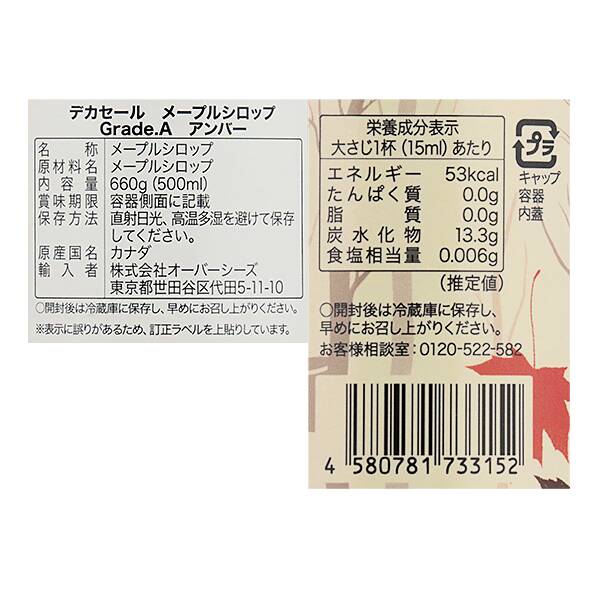 デカセール メープルシロップ
Grade.A アンバー
名称 メープルシロップ
原材料名 メープルシロップ
内容量 660g (500ml)
賞味期限 容器側面に記載
保存方法 直射日光、高温多湿を避けて保存
してください。
原産国名 カナダ
輸入者 株式会社オーバーシーズ
東京都世田谷区代田5-11-10
○開封後は冷蔵庫に保存し、早めにお召し上がりください。
※表示に誤りがあるため、訂正ラベルを上貼りしています。
栄養成分表示
大さじ1杯 (15ml) あたり
エネルギー 53kcal
たんぱく質 0.0g
脂質 0.0g
炭水化物 13.3g
食塩相当量 0.006g
(推定値)
プラ
キャップ
容器
内蓋
○開封後は冷蔵庫に保存し、
早めにお召し上がりください。
お客様相談室:0120-522-582
4 580781 733152